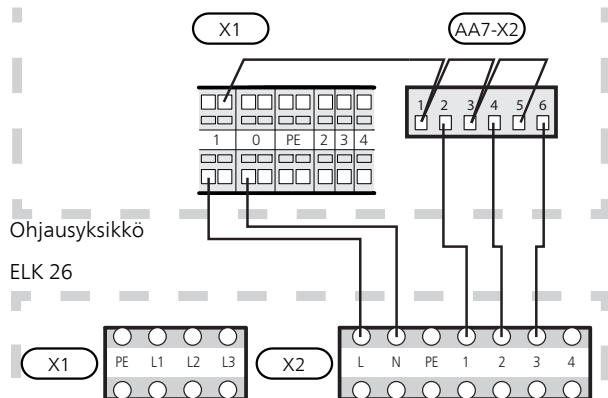 X1 AA7-X2
1 2 3 4 5 6
1 0 PE 2 3 4
Ohjausyksikkö
ELK 26
X1 PE L1 L2 L3 X2 L N PE 1 2 3 4